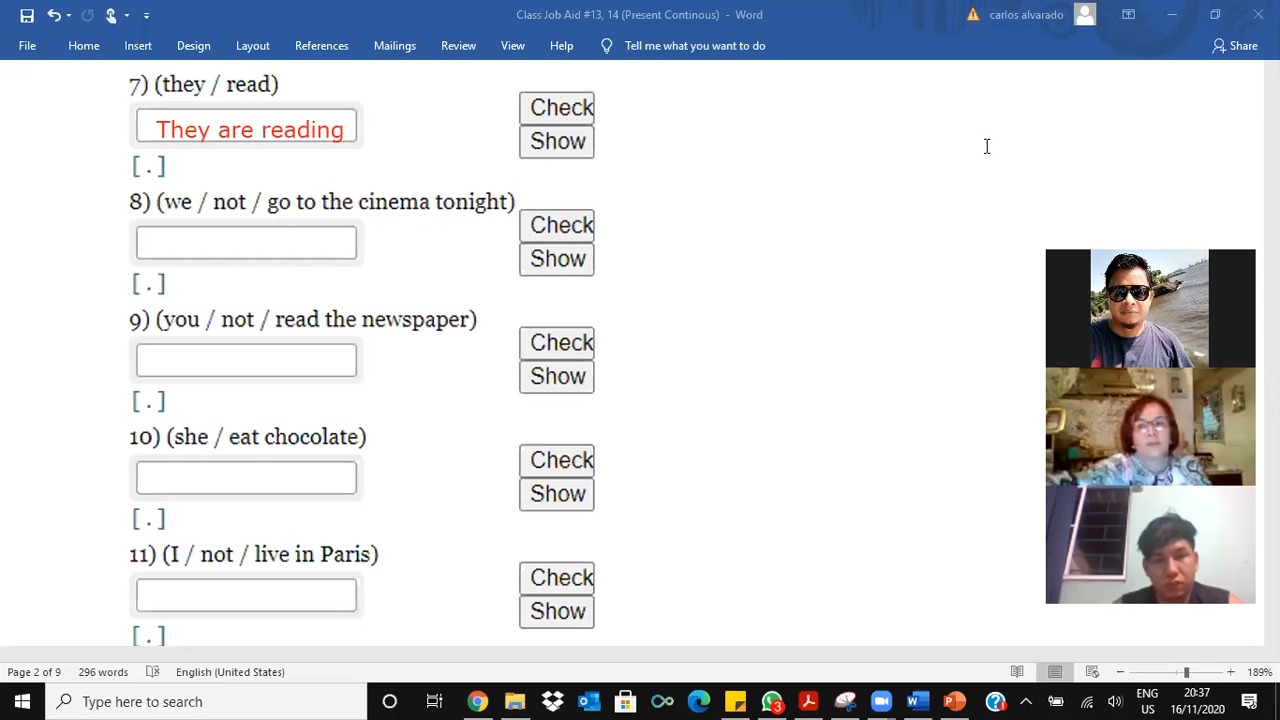 Class Job Aid #13, 14 (Present Continous) - Word
carlos alvarado
File Home Insert Design Layout References Mailings Review View Help Tell me what you want to do Share
7) (they / read)
They are reading
Check
Show
[ . ]
8) (we / not / go to the cinema tonight)
Check
Show
[ . ]
9) (you / not / read the newspaper)
Check
Show
[ . ]
10) (she / eat chocolate)
Check
Show
[ . ]
11) (I / not / live in Paris)
Check
Show
[ . ]
Page 2 of 9 296 words English (United States) 189%
Type here to search
3
ENG
US
20:37
16/11/2020